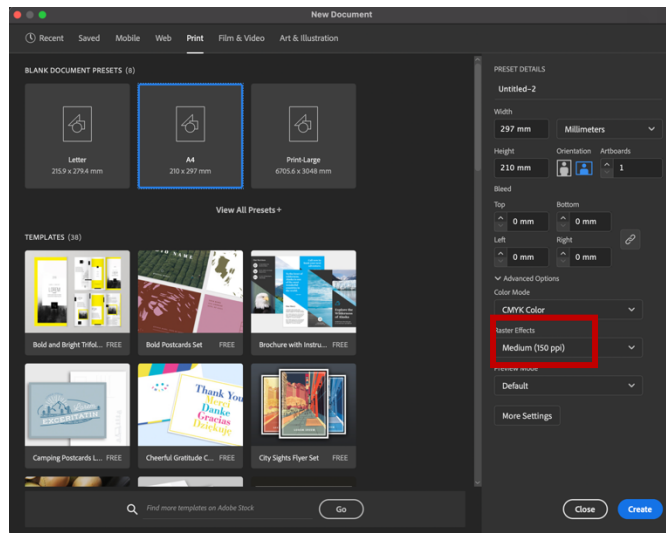 New Document
Recent Saved Mobile Web Print Film & Video Art & Illustration
BLANK DOCUMENT PRESETS (8)
Letter
215.9 x 279.4 mm
A4
210 x 297 mm
Print-Large
6705.6 x 3048 mm
View All Presets +
TEMPLATES (38)
Bold and Bright Trifol... FREE
Bold Postcards Set FREE
Brochure with Instru... FREE
Thank You
Merci
Danke
Gracias
Dziękuję
Camping Postcards L... FREE
Cheerful Gratitude C... FREE
City Sights Flyer Set FREE
Find more templates on Adobe Stock
Go
PRESET DETAILS
Untitled-2
Width
297 mm Millimeters
Height Orientation Artboards
210 mm 1
Bleed
Top Bottom
0 mm 0 mm
Left Right
0 mm 0 mm
Advanced Options
Color Mode
CMYK Color
Raster Effects
Medium (150 ppi)
Preview Mode
Default
More Settings
Close Create